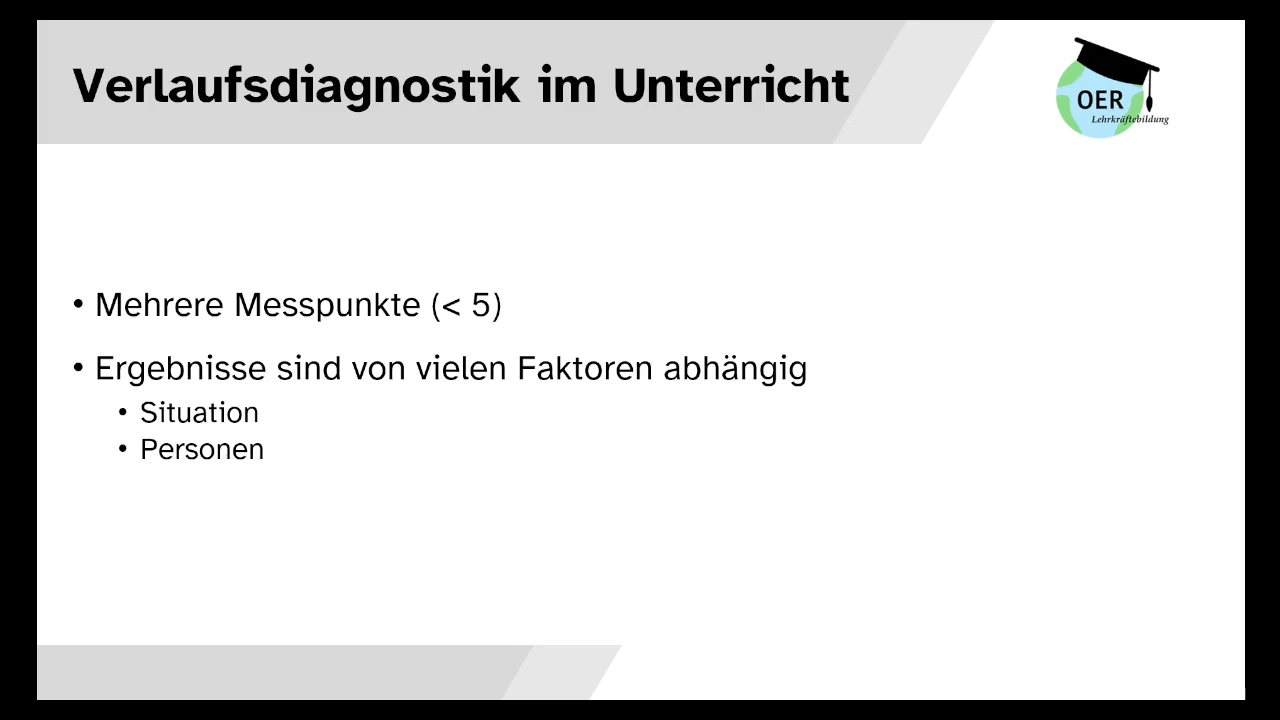 Verlaufsdiagnostik im Unterricht
OER
Lehrkräftebildung
• Mehrere Messpunkte (< 5)
• Ergebnisse sind von vielen Faktoren abhängig
• Situation
• Personen